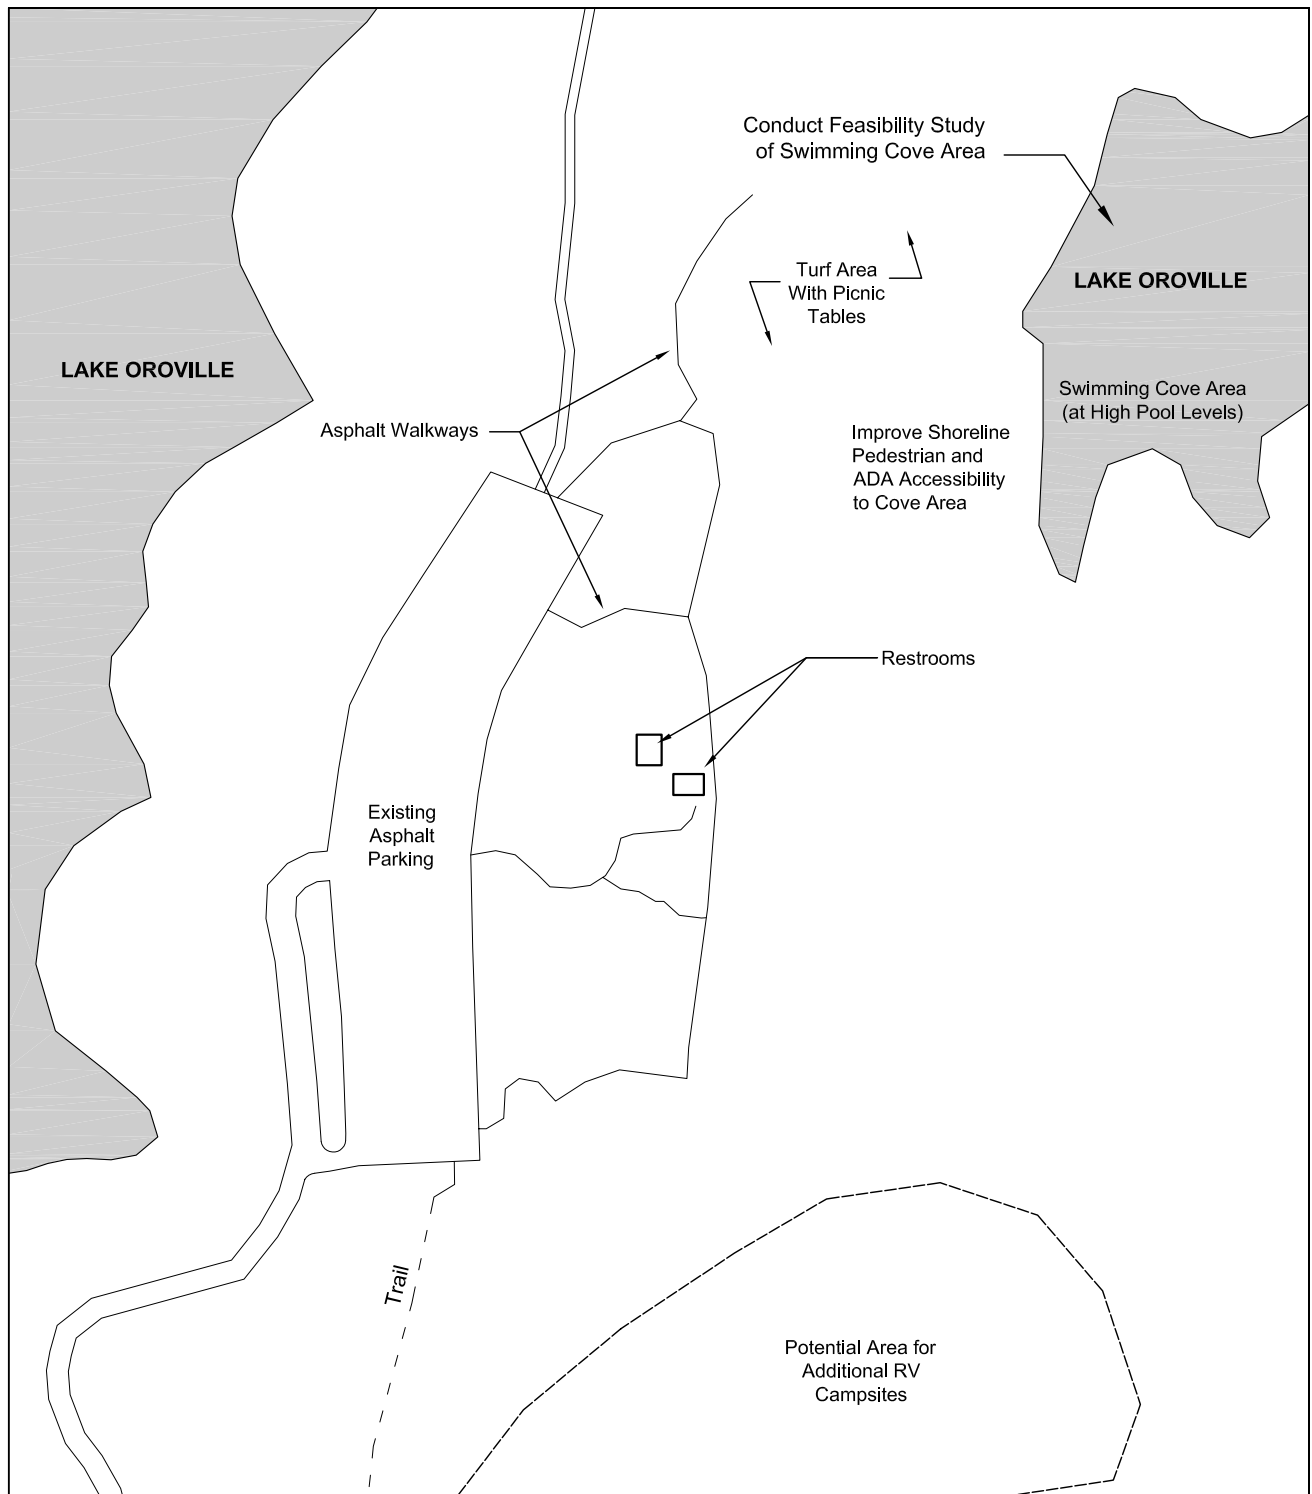 Conduct Feasibility Study
of Swimming Cove Area
Turf Area
With Picnic
Tables
LAKE OROVILLE
LAKE OROVILLE
Swimming Cove Area
(at High Pool Levels)
Asphalt Walkways
Improve Shoreline
Pedestrian and
ADA Accessibility
to Cove Area
Restrooms
Existing
Asphalt
Parking
Trail
Potential Area for
Additional RV
Campsites